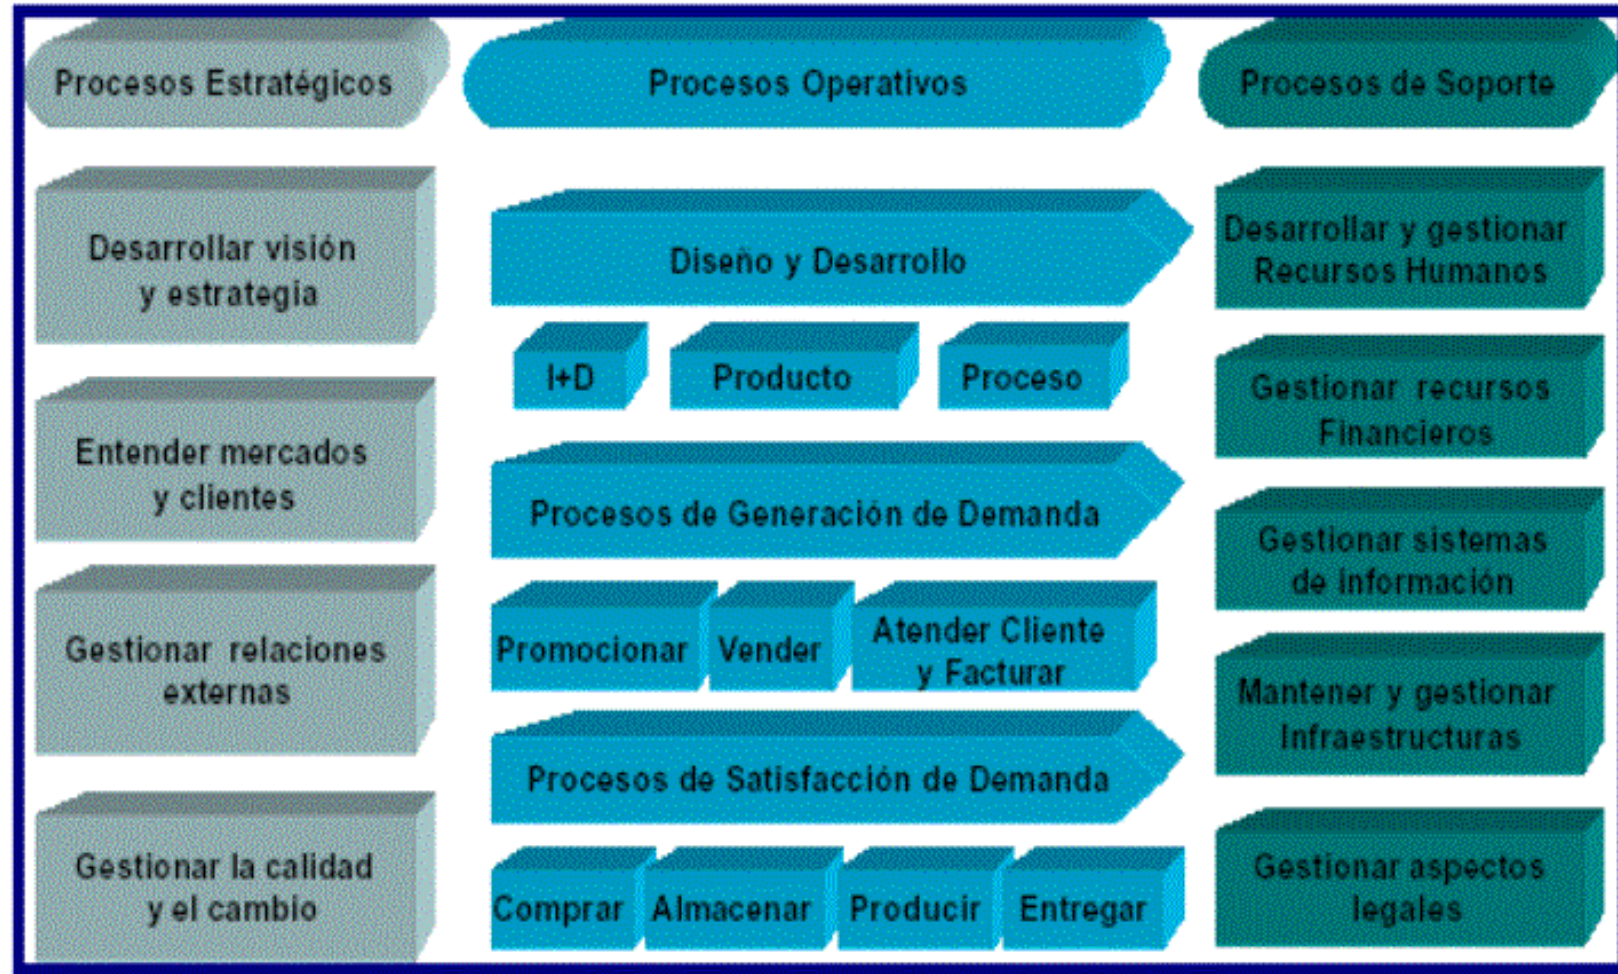 Procesos Estratégicos
Procesos Operativos
Procesos de Soporte
Desarrollar visión
y estrategia
Entender mercados
y clientes
Gestionar relaciones
externas
Gestionar la calidad
y el cambio
Diseño y Desarrollo
I+D
Producto
Proceso
Procesos de Generación de Demanda
Promocionar
Vender
Atender Cliente
y Facturar
Procesos de Satisfacción de Demanda
Comprar
Almacenar
Producir
Entregar
Desarrollar y gestionar
Recursos Humanos
Gestionar recursos
Financieros
Gestionar sistemas
de información
Mantener y gestionar
Infraestructuras
Gestionar aspectos
legales